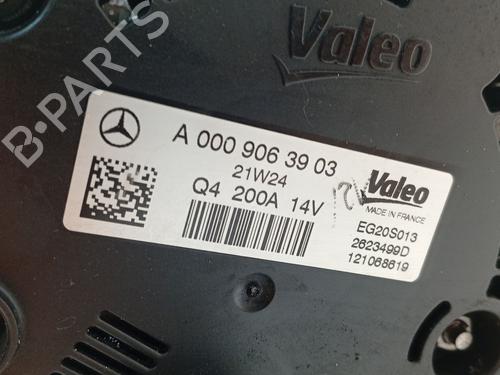 Valeo
B-PARTS
A 000 906 39 03
21W24
Q4 200A 14V
Valeo
MADE IN FRANCE
EG20S013
2623499D
121068619